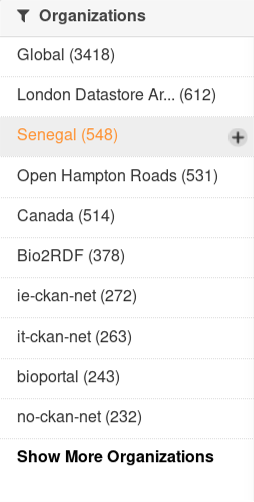 Organizations
Global (3418)
London Datastore Ar... (612)
Senegal (548)
Open Hampton Roads (531)
Canada (514)
Bio2RDF (378)
ie-ckan-net (272)
it-ckan-net (263)
bioportal (243)
no-ckan-net (232)
Show More Organizations